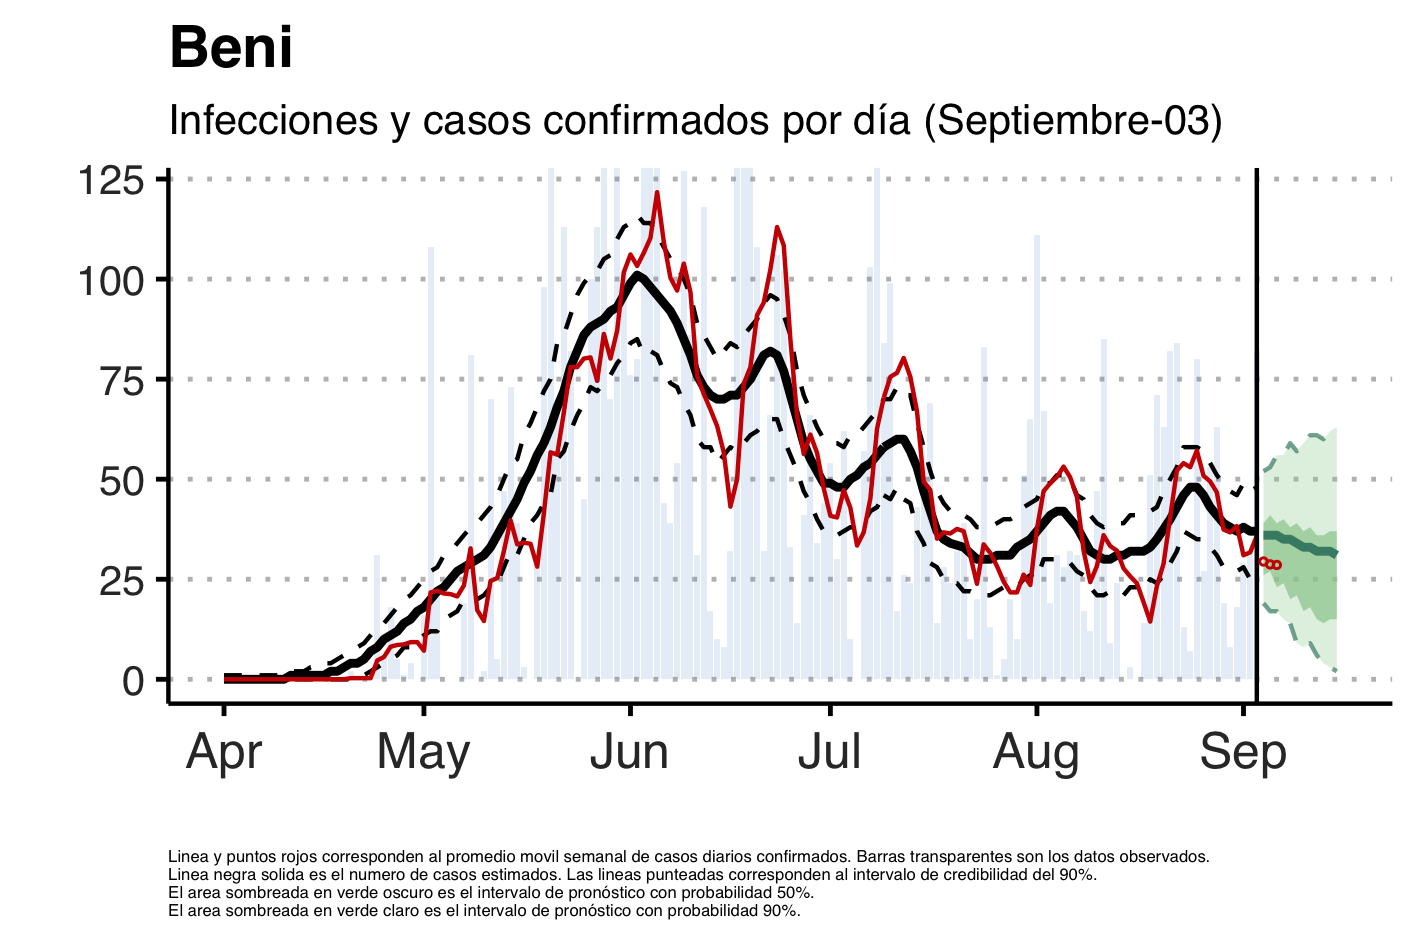 Beni
Infecciones y casos confirmados por día (Septiembre-03)
125
100
75
50
25
0
Apr May Jun Jul Aug Sep
Linea y puntos rojos corresponden al promedio movil semanal de casos diarios confirmados. Barras transparentes son los datos observados.
Linea negra solida es el numero de casos estimados. Las lineas punteadas corresponden al intervalo de credibilidad del 90%.
El area sombreada en verde oscuro es el intervalo de pronóstico con probabilidad 50%.
El area sombreada en verde claro es el intervalo de pronóstico con probabilidad 90%.